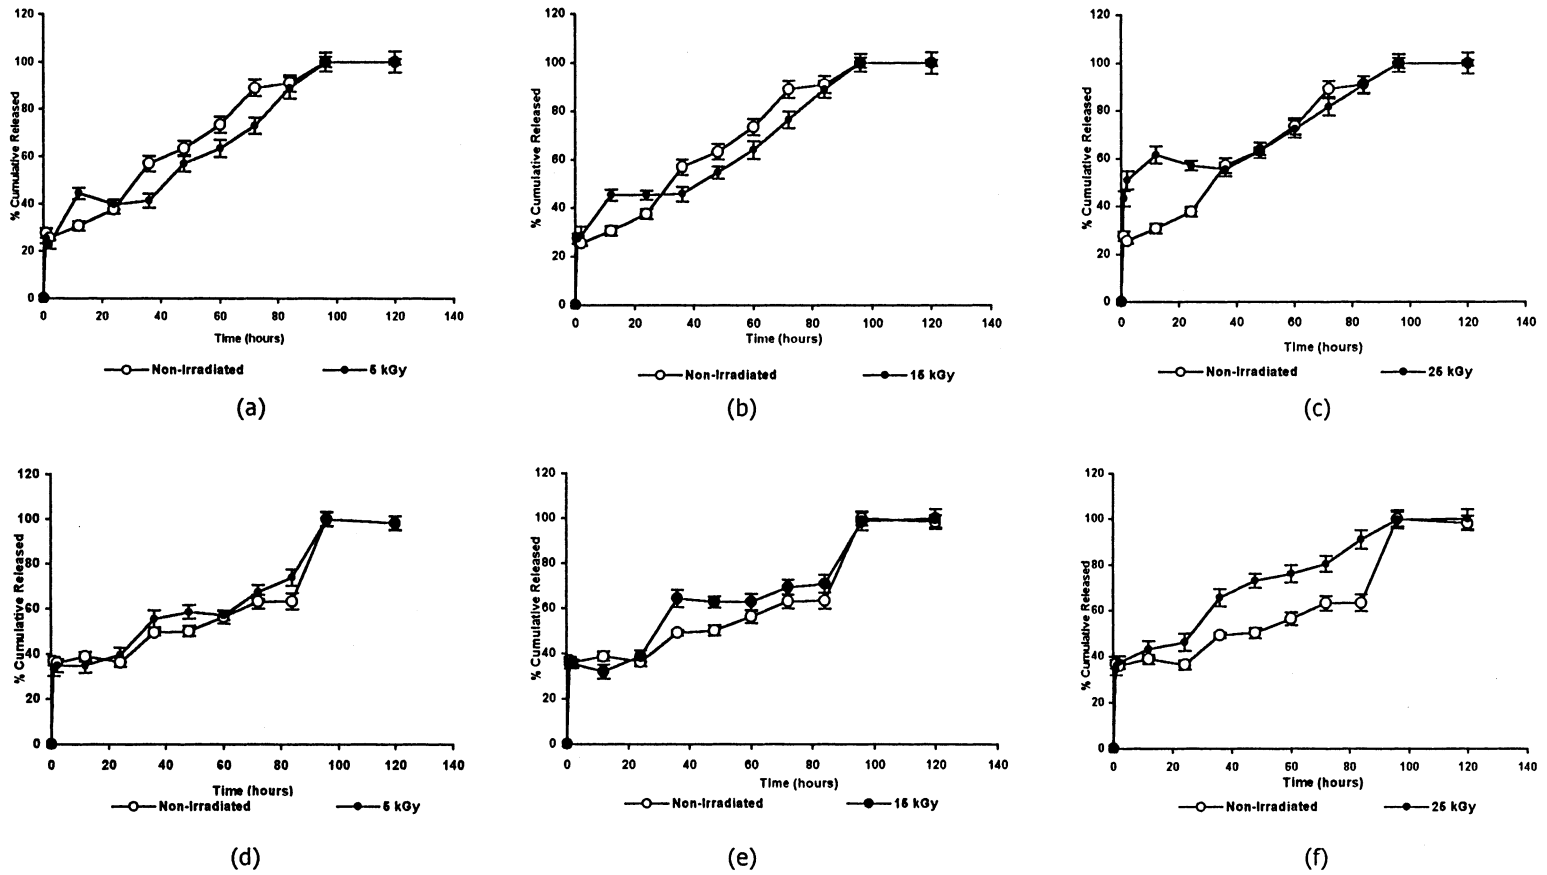 120
100
80
60
40
20
0
% Cumulative Released
0 20 40 60 80 100 120 140
Time (hours)
Non-Irradiated 5 kGy
(a)
120
100
80
60
40
20
0
% Cumulative Released
0 20 40 60 80 100 120 140
Time (hours)
Non-Irradiated 15 kGy
(b)
120
100
80
60
40
20
0
% Cumulative Released
0 20 40 60 80 100 120 140
Time (hours)
Non-Irradiated 25 kGy
(c)
120
100
80
60
40
20
0
% Cumulative Released
0 20 40 60 80 100 120 140
Time (hours)
Non-Irradiated 5 kGy
(d)
120
100
80
60
40
20
0
% Cumulative Released
0 20 40 60 80 100 120 140
Time (hours)
Non-Irradiated 15 kGy
(e)
120
100
80
60
40
20
0
% Cumulative Released
0 20 40 60 80 100 120 140
Time (hours)
Non-Irradiated 25 kGy
(f)